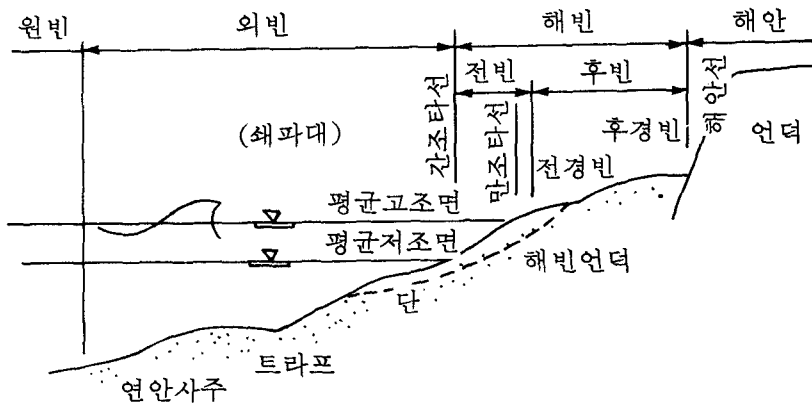 원빈 외빈 해빈 해안
전빈 후빈
(쇄파대)
간조타선
만조타선
후경빈
해안선
언덕
전경빈
평균고조면
평균저조면
해빈언덕
단
트라프
연안사주